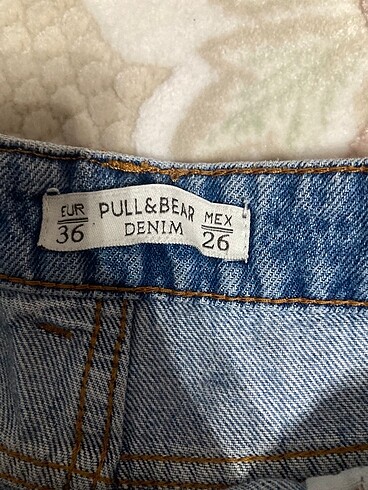 EUR
36
PULL&BEAR
DENIM
MEX
26